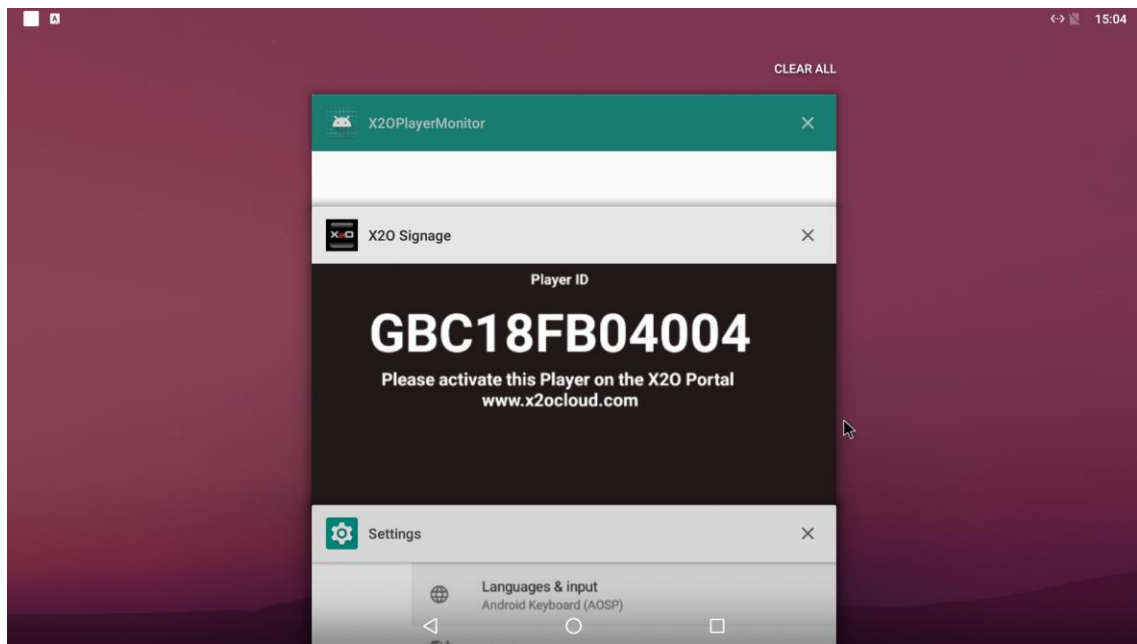 A
15:04
CLEAR ALL
X2OPlayerMonitor
X2O
X2O Signage
Player ID
GBC18FB04004
Please activate this Player on the X2O Portal
www.x2ocloud.com
Settings
Languages & input
Android Keyboard (AOSP)